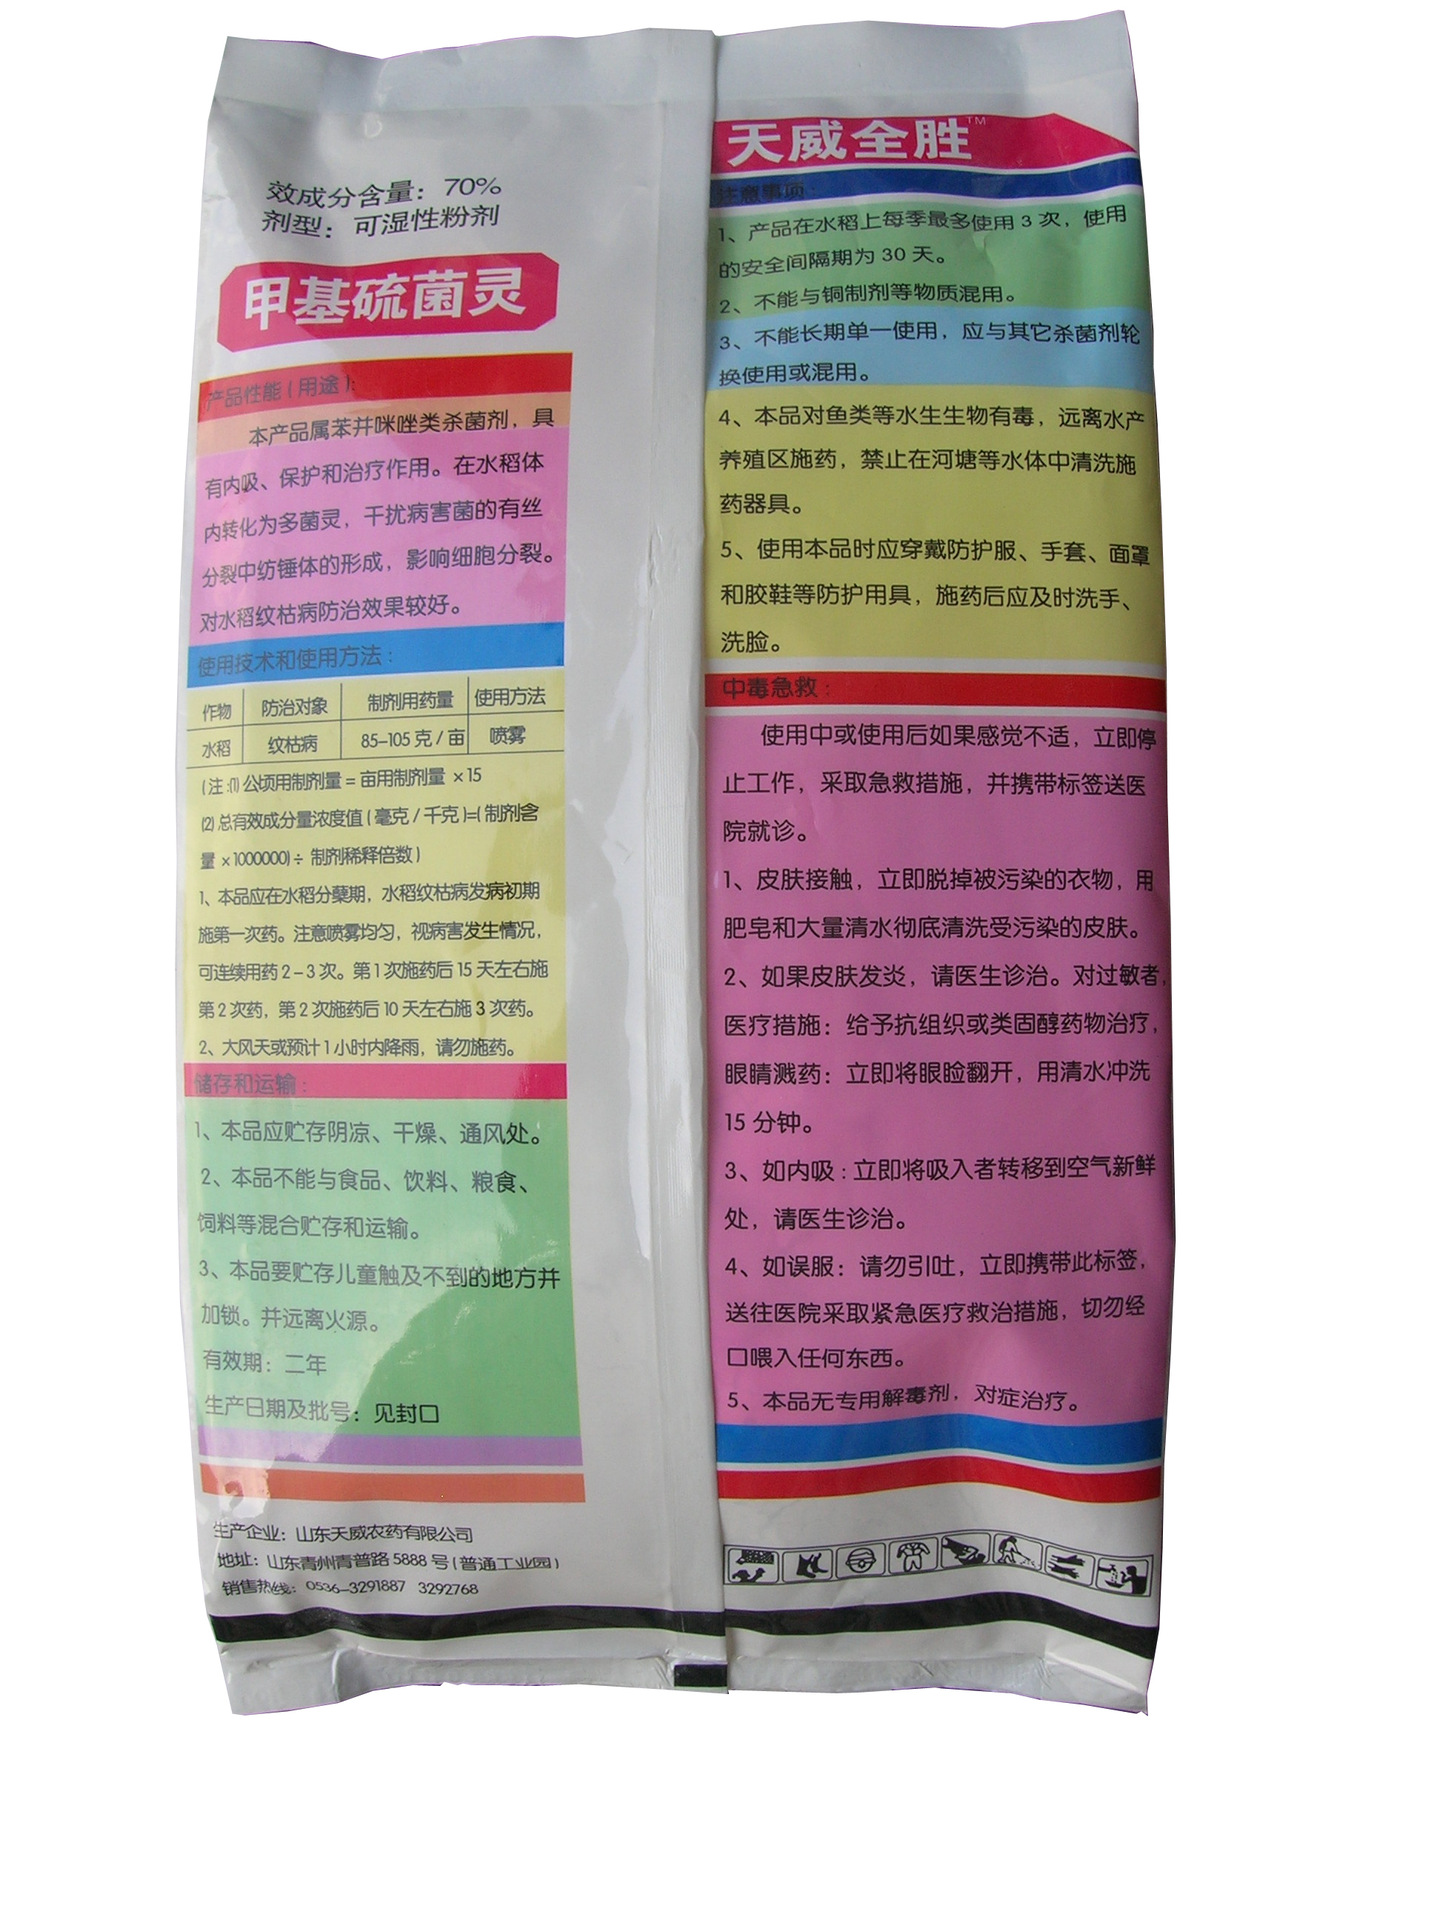 效成分含量：70%
剂型：可湿性粉剂
甲基硫菌灵
产品性能（用途）：
本产品属苯并咪唑类杀菌剂，具
有内吸、保护和治疗作用。在水稻体
内转化为多菌灵，干扰病害菌的有丝
分裂中纺锤体的形成，影响细胞分裂。
对水稻纹枯病防治效果较好。
使用技术和使用方法：
作物 防治对象 制剂用药量 使用方法
水稻 纹枯病 85-105克/亩 喷雾
（注：(1)公顷用制剂量=亩用制剂量×15
(2)总有效成分量浓度值（毫克/千克）=（制剂含
量×1000000)÷制剂稀释倍数）
1、本品应在水稻分蘖期，水稻纹枯病发病初期
施第一次药。注意喷雾均匀，视病害发生情况，
可连续用药2-3次。第1次施药后15天左右施
第2次药，第2次施药后10天左右施3次药。
2、大风天或预计1小时内降雨，请勿施药。
储存和运输：
1、本品应贮存阴凉、干燥、通风处。
2、本品不能与食品、饮料、粮食、
饲料等混合贮存和运输。
3、本品要贮存儿童触及不到的地方并
加锁。并远离火源。
有效期：二年
生产日期及批号：见封口
生产企业：山东天威农药有限公司
地址：山东青州青普路5888号（普通工业园）
销售热线：0536-3291887 3292768
天威全胜™
注意事项：
1、产品在水稻上每季最多使用3次，使用
的安全间隔期为30天。
2、不能与铜制剂等物质混用。
3、不能长期单一使用，应与其它杀菌剂轮
换使用或混用。
4、本品对鱼类等水生生物有毒，远离水产
养殖区施药，禁止在河塘等水体中清洗施
药器具。
5、使用本品时应穿戴防护服、手套、面罩
和胶鞋等防护用具，施药后应及时洗手、
洗脸。
中毒急救：
使用中或使用后如果感觉不适，立即停
止工作，采取急救措施，并携带标签送医
院就诊。
1、皮肤接触，立即脱掉被污染的衣物，用
肥皂和大量清水彻底清洗受污染的皮肤。
2、如果皮肤发炎，请医生诊治。对过敏者，
医疗措施：给予抗组织或类固醇药物治疗，
眼睛溅药：立即将眼睑翻开，用清水冲洗
15分钟。
3、如内吸：立即将吸入者转移到空气新鲜
处，请医生诊治。
4、如误服：请勿引吐，立即携带此标签，
送往医院采取紧急医疗救治措施，切勿经
口喂入任何东西。
5、本品无专用解毒剂，对症治疗。